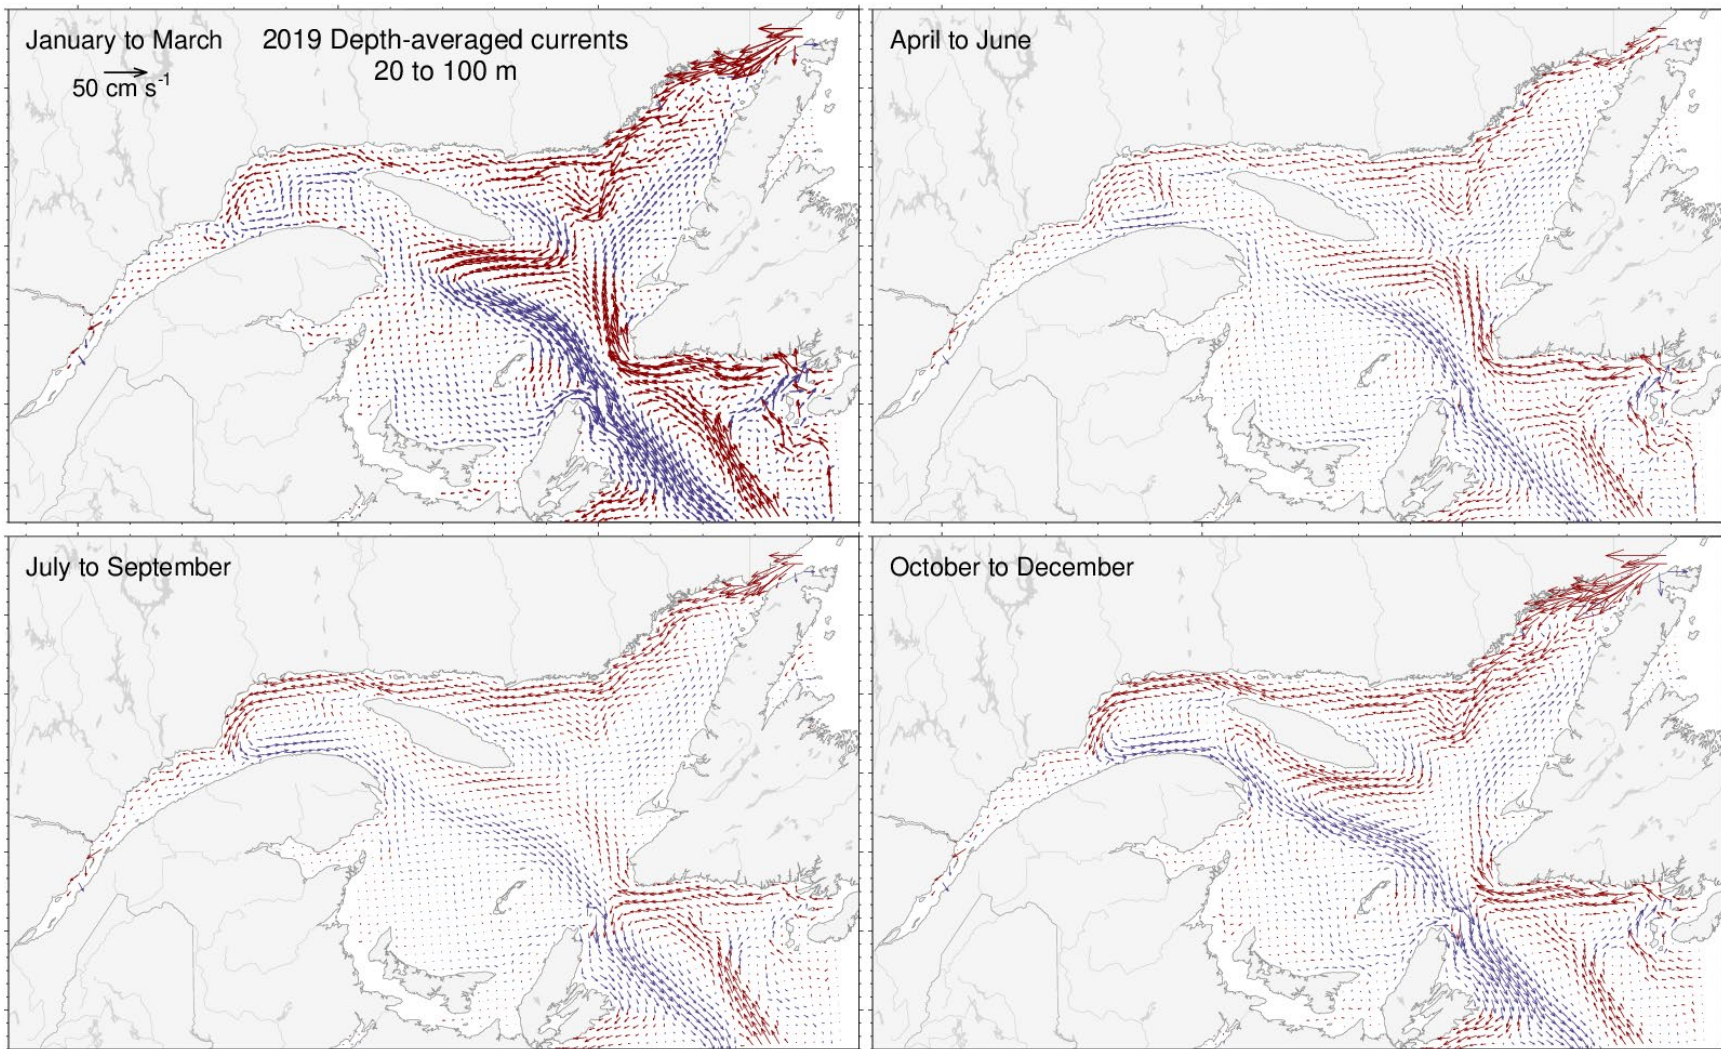 January to March
2019 Depth-averaged currents
20 to 100 m
50 cm s⁻¹
April to June
July to September
October to December